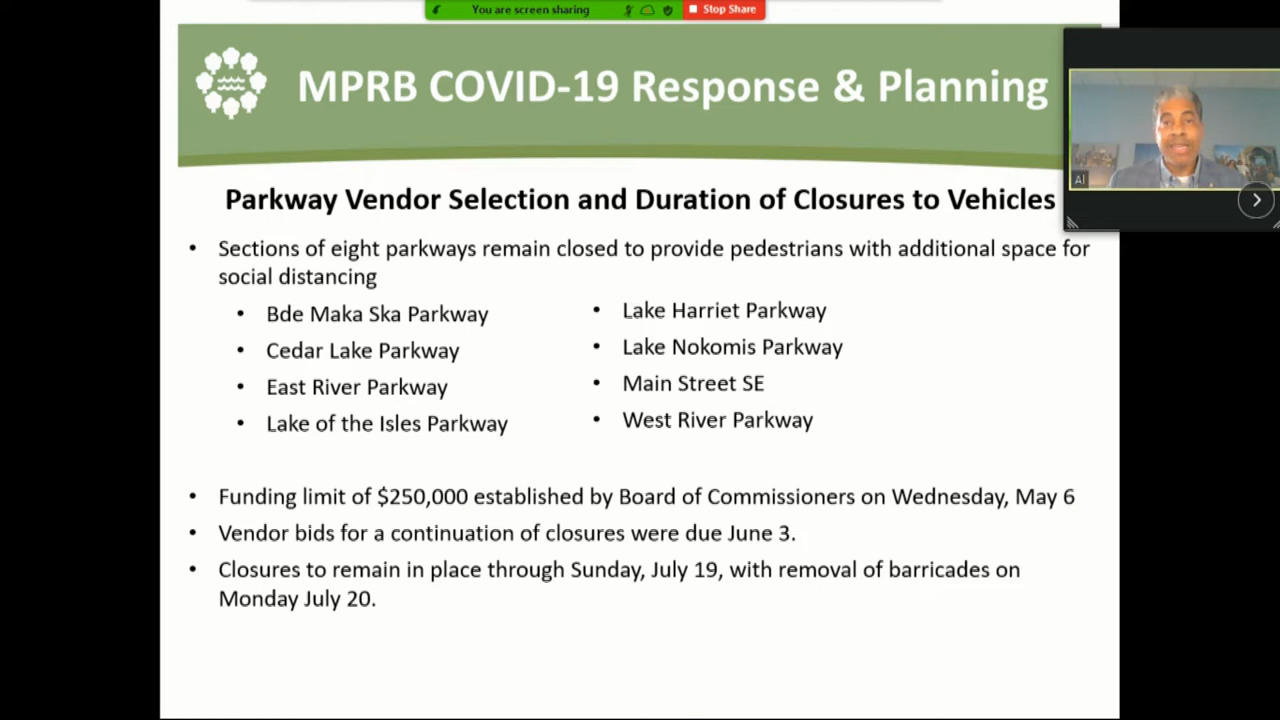 You are screen sharing
Stop Share
MPRB COVID-19 Response & Planning
Al
Parkway Vendor Selection and Duration of Closures to Vehicles
• Sections of eight parkways remain closed to provide pedestrians with additional space for
social distancing
• Bde Maka Ska Parkway
• Cedar Lake Parkway
• East River Parkway
• Lake of the Isles Parkway
• Lake Harriet Parkway
• Lake Nokomis Parkway
• Main Street SE
• West River Parkway
• Funding limit of $250,000 established by Board of Commissioners on Wednesday, May 6
• Vendor bids for a continuation of closures were due June 3.
• Closures to remain in place through Sunday, July 19, with removal of barricades on
Monday July 20.